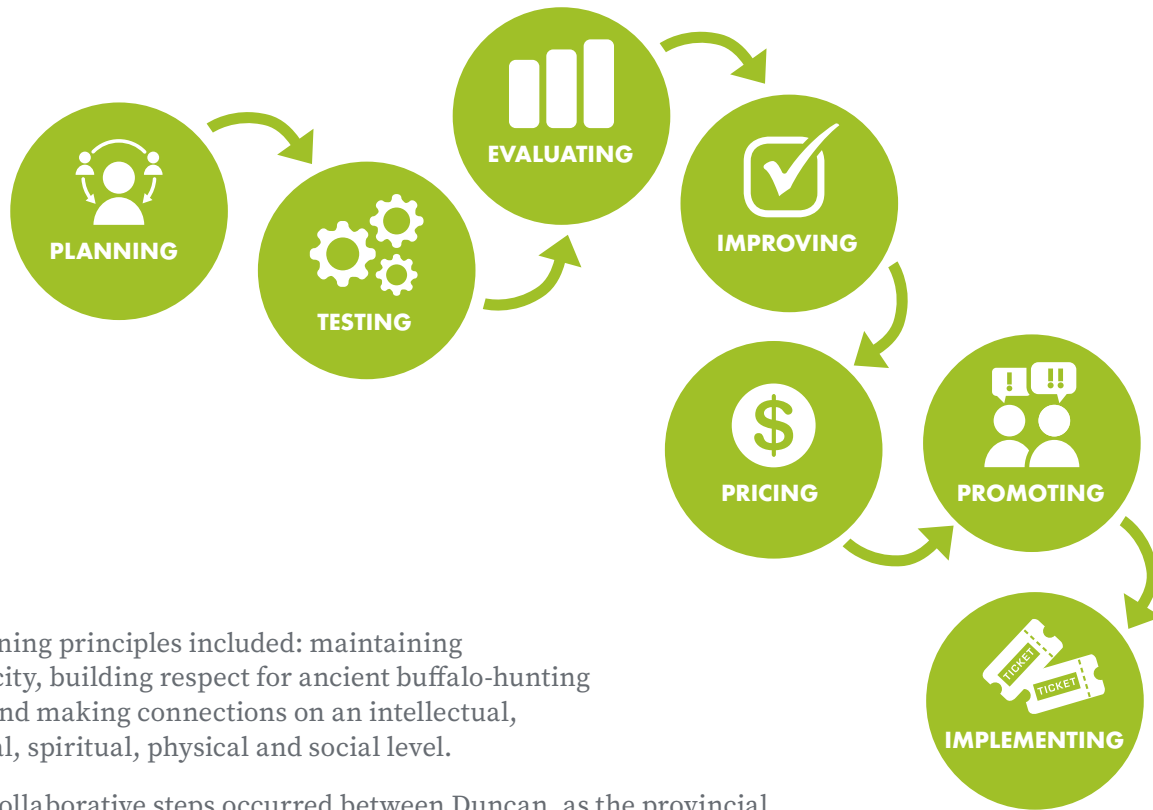 EVALUATING
IMPROVING
PLANNING
TESTING
$
PRICING
! !!
PROMOTING
TICKET
TICKET
IMPLEMENTING
ning principles included: maintaining
city, building respect for ancient buffalo-hunting
nd making connections on an intellectual,
al, spiritual, physical and social level.
ollaborative steps occurred between Duncan, as the provincial